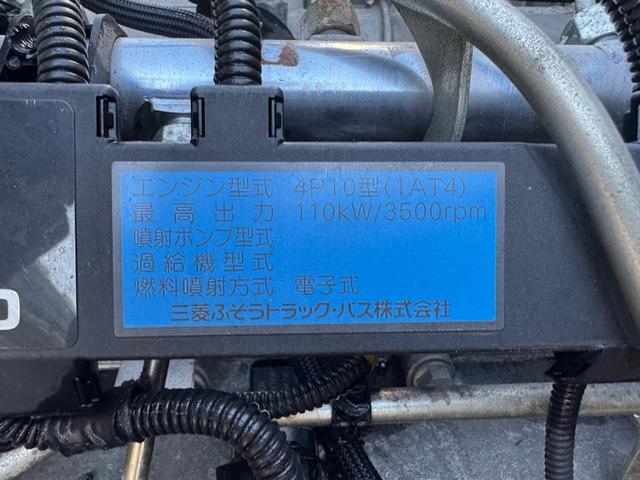 エンジン型式 4P10型(1AT4)
最高出力 110kW/3500rpm
噴射ポンプ型式
過給機型式
燃料噴射方式 電子式
三菱ふそうトラック・バス株式会社